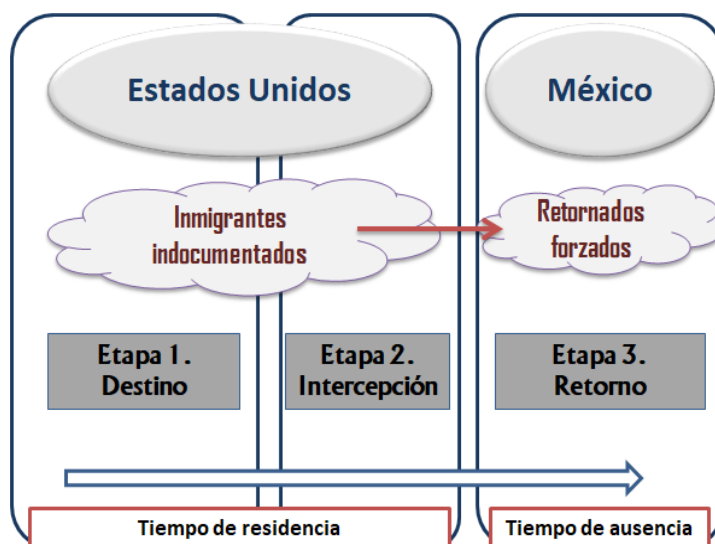 Estados Unidos
México
Inmigrantes
indocumentados
Retornados
forzados
Etapa 1.
Destino
Etapa 2.
Intercepción
Etapa 3.
Retorno
Tiempo de residencia
Tiempo de ausencia